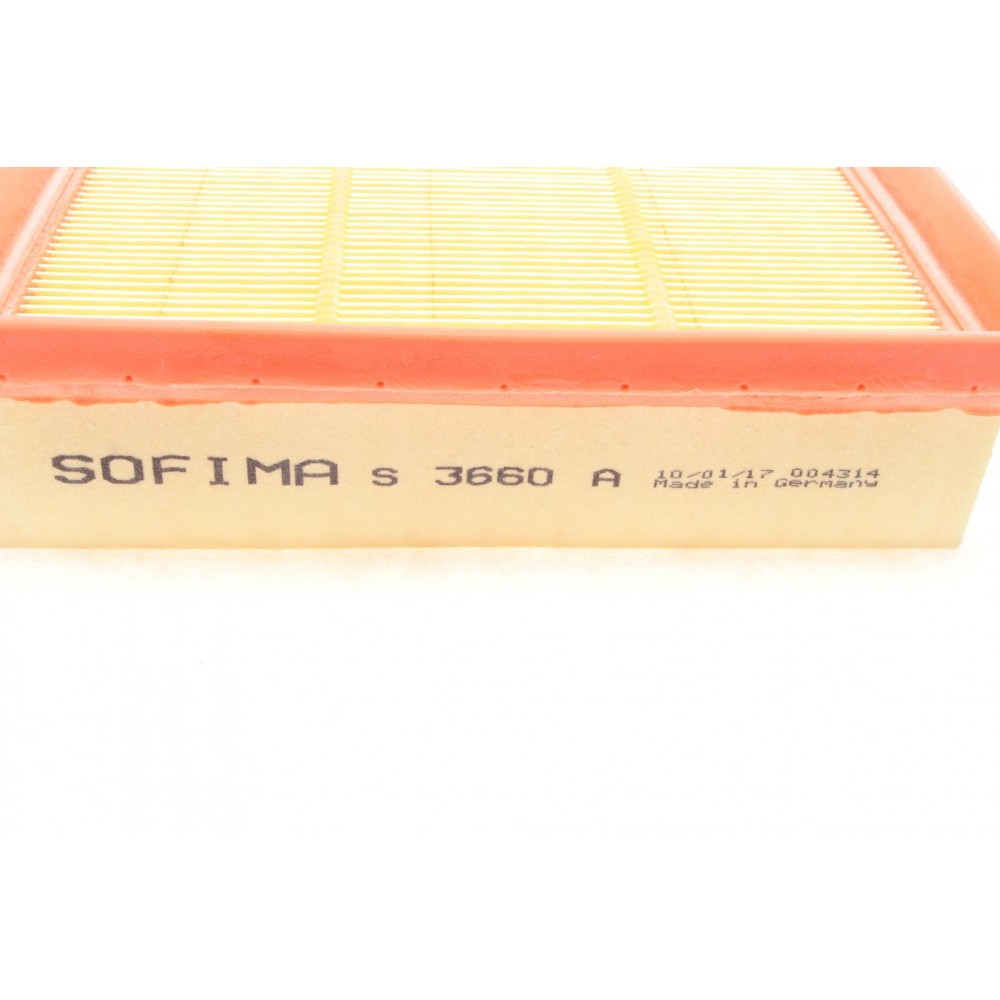 SOFIMA S 3660 A 10/01/17 004314
Made in Germany